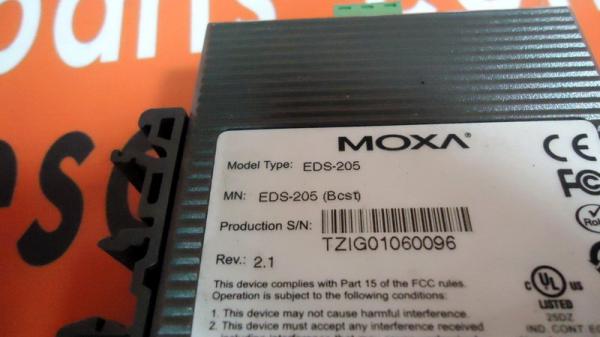 MOXA
Model Type: EDS-205
MN: EDS-205 (Bcst)
Production S/N:
TZIG01060096
Rev.: 2.1
This device complies with Part 15 of the FCC rules.
Operation is subject to the following conditions:
1. This device may not cause harmful interference.
2. This device must accept any interference received
CE
FC
c UL US
LISTED
25DZ
IND. CONT. E